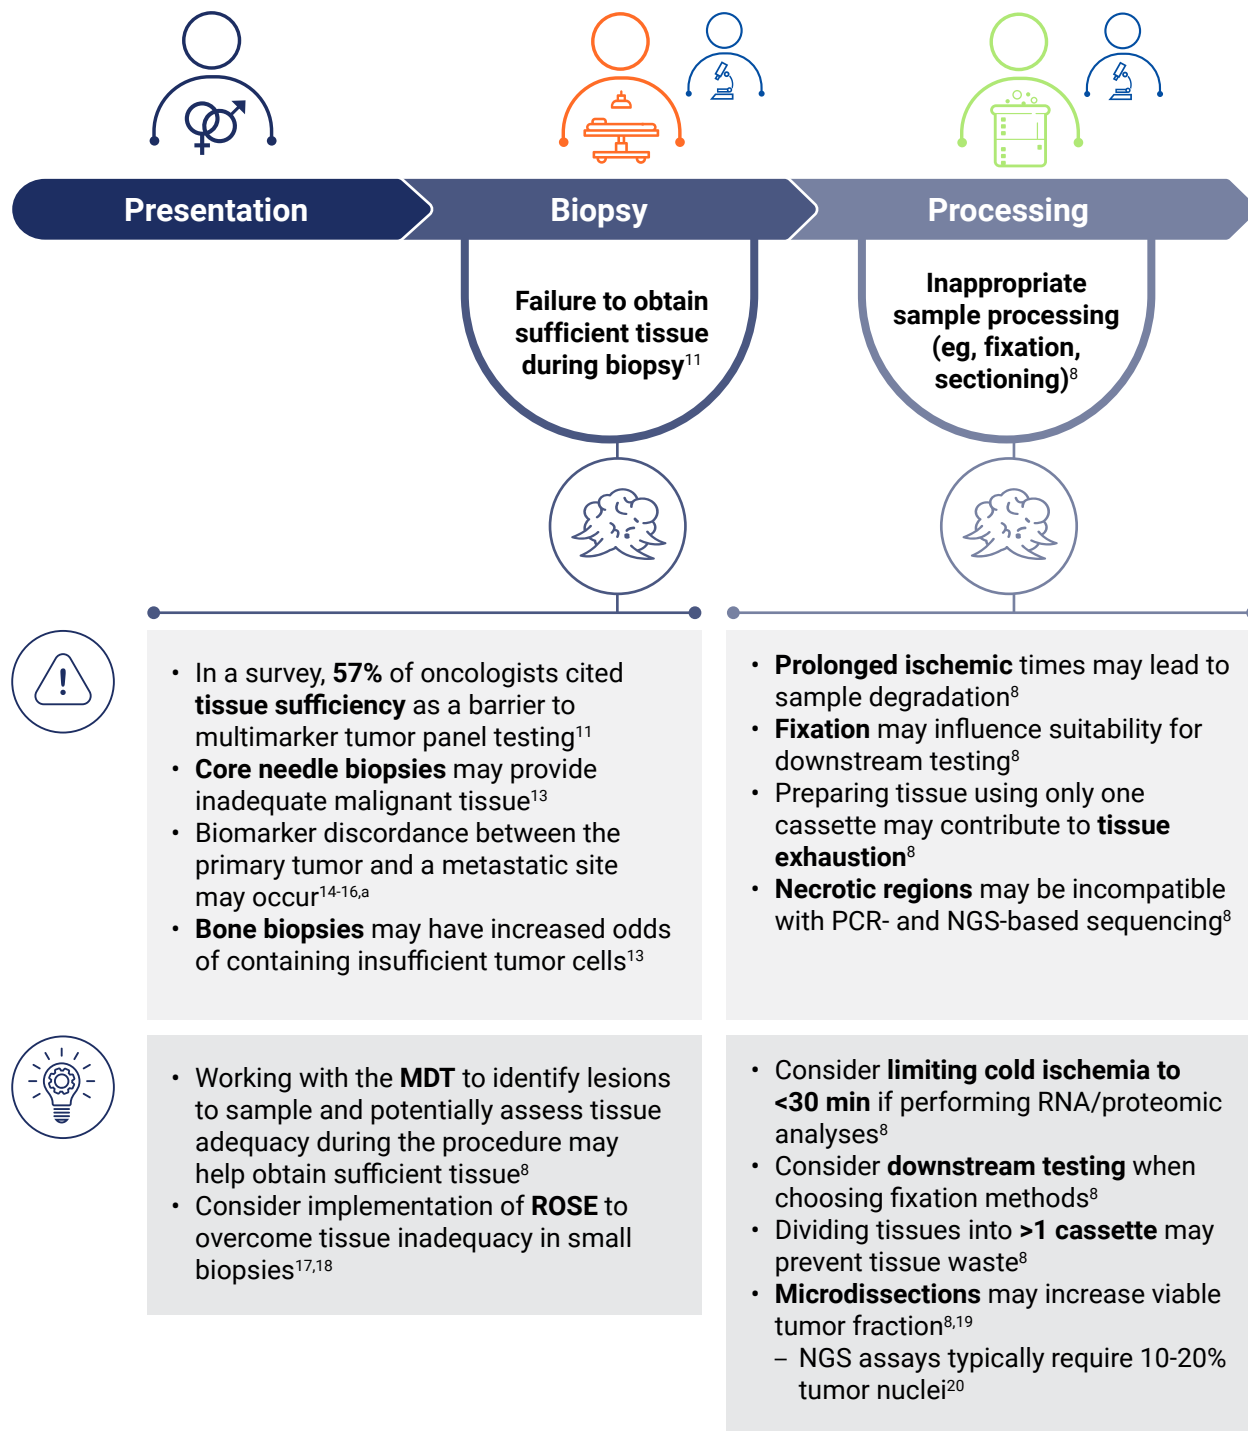 Presentation
Biopsy
Processing
Failure to obtain
sufficient tissue
during biopsy11
Inappropriate
sample processing
(eg, fixation,
sectioning)8
• In a survey, 57% of oncologists cited
tissue sufficiency as a barrier to
multimarker tumor panel testing11
• Core needle biopsies may provide
inadequate malignant tissue13
• Biomarker discordance between the
primary tumor and a metastatic site
may occur14-16,a
• Bone biopsies may have increased odds
of containing insufficient tumor cells13
• Prolonged ischemic times may lead to
sample degradation8
• Fixation may influence suitability for
downstream testing8
• Preparing tissue using only one
cassette may contribute to tissue
exhaustion8
• Necrotic regions may be incompatible
with PCR- and NGS-based sequencing8
• Working with the MDT to identify lesions
to sample and potentially assess tissue
adequacy during the procedure may
help obtain sufficient tissue8
• Consider implementation of ROSE to
overcome tissue inadequacy in small
biopsies17,18
• Consider limiting cold ischemia to
<30 min if performing RNA/proteomic
analyses8
• Consider downstream testing when
choosing fixation methods8
• Dividing tissues into >1 cassette may
prevent tissue waste8
• Microdissections may increase viable
tumor fraction8,19
– NGS assays typically require 10-20%
tumor nuclei20